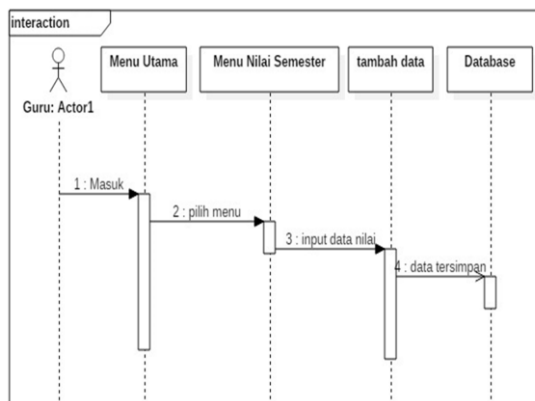 interaction
Menu Utama
Menu Nilai Semester
tambah data
Database
Guru: Actor1
1 : Masuk
2 : pilih menu
3 : input data nilai
4 : data tersimpan